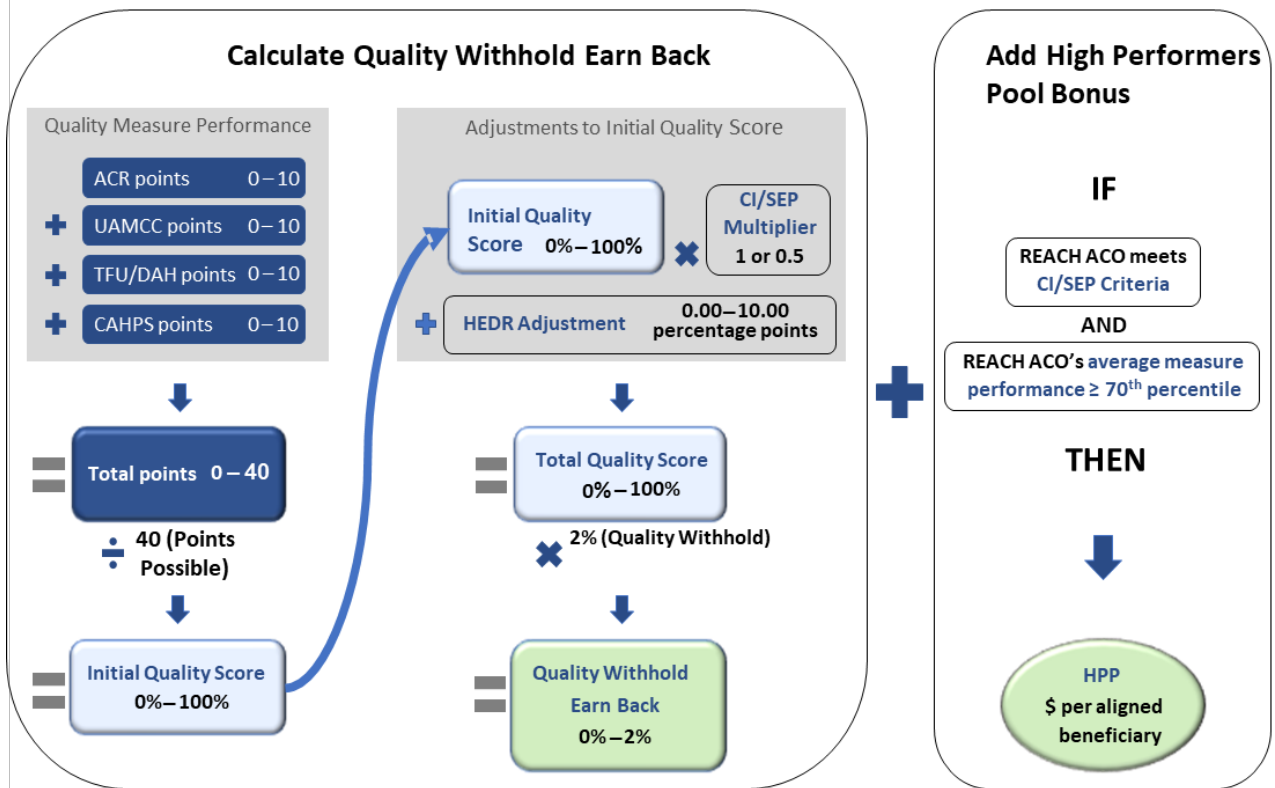 Calculate Quality Withhold Earn Back
Quality Measure Performance
ACR points 0–10
+ UAMCC points 0–10
+ TFU/DAH points 0–10
+ CAHPS points 0–10
= Total points 0–40
÷ 40 (Points
Possible)
= Initial Quality Score
0%–100%
Adjustments to Initial Quality Score
Initial Quality
Score 0%–100%
× CI/SEP
Multiplier
1 or 0.5
+ HEDR Adjustment 0.00–10.00
percentage points
= Total Quality Score
0%–100%
× 2% (Quality Withhold)
= Quality Withhold
Earn Back
0%–2%
+
Add High Performers
Pool Bonus
IF
REACH ACO meets
CI/SEP Criteria
AND
REACH ACO’s average measure
performance ≥ 70th percentile
THEN
HPP
$ per aligned
beneficiary